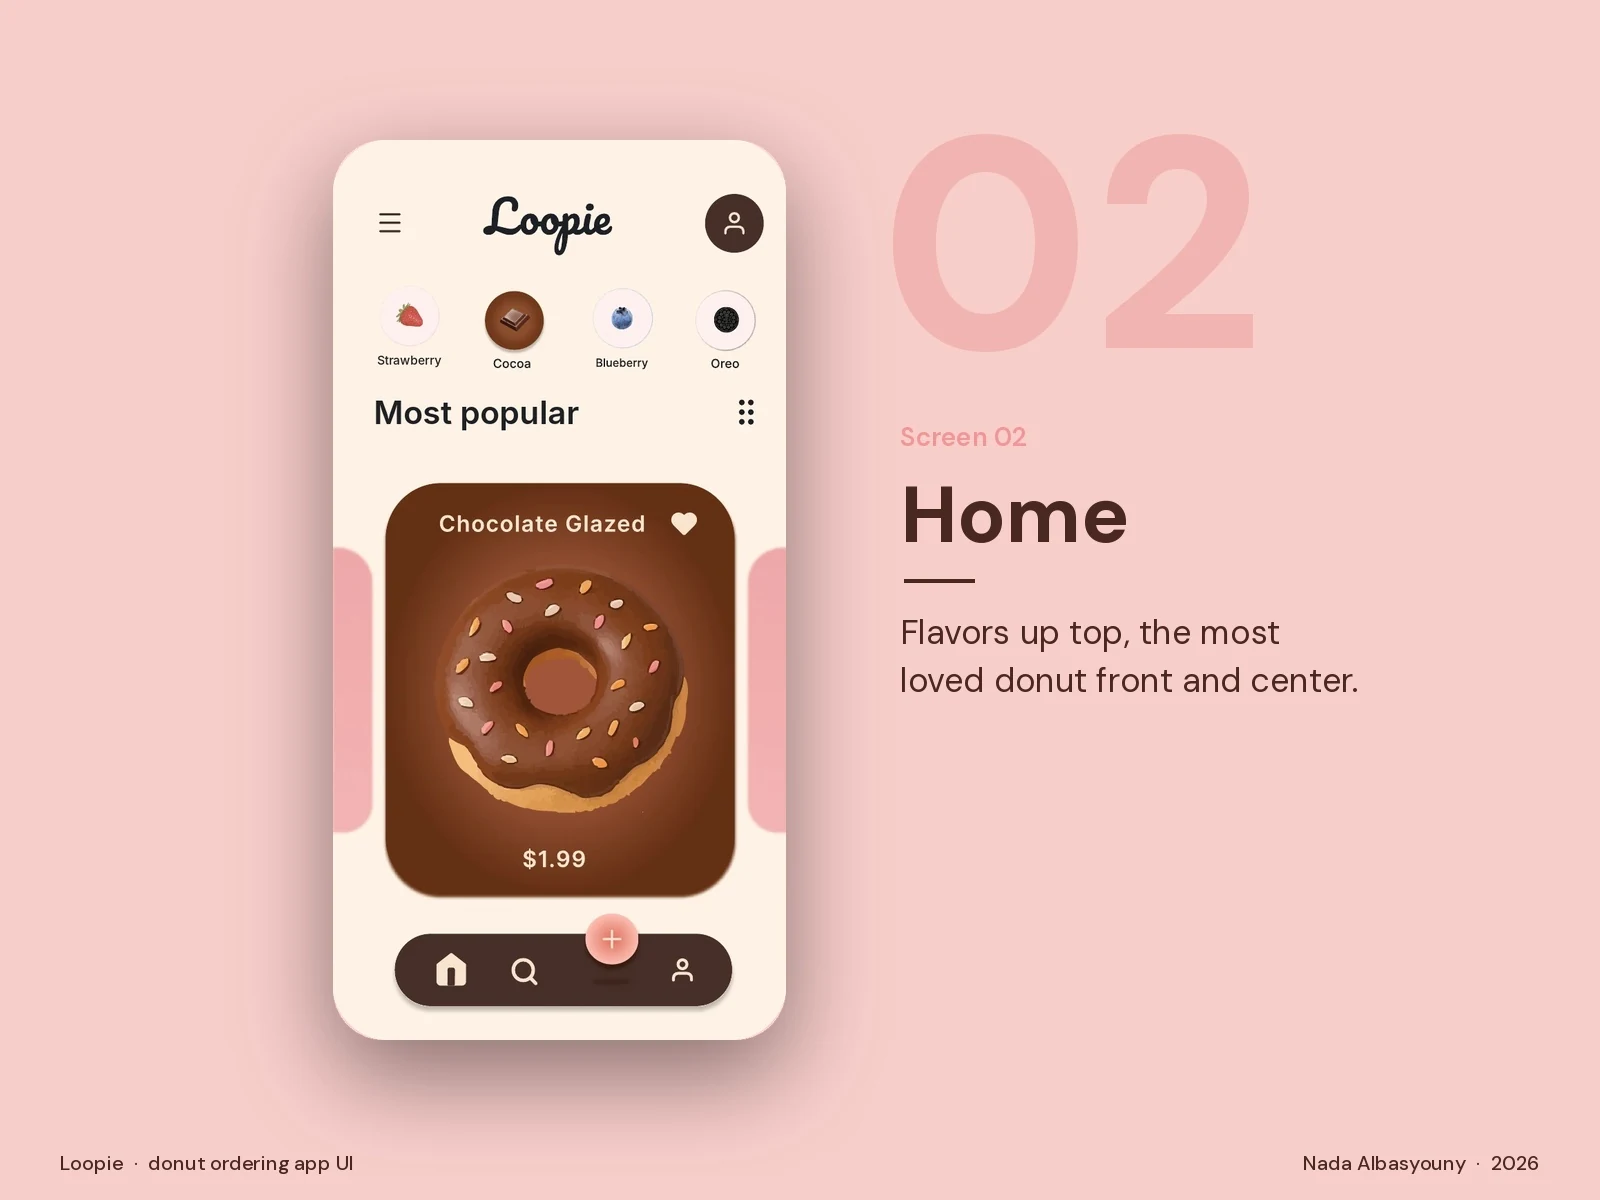 Loopie
Strawberry
Cocoa
Blueberry
Oreo
Most popular
Chocolate Glazed
$1.99
02
Screen 02
Home
Flavors up top, the most
loved donut front and center.
Loopie · donut ordering app UI
Nada Albasyouny · 2026